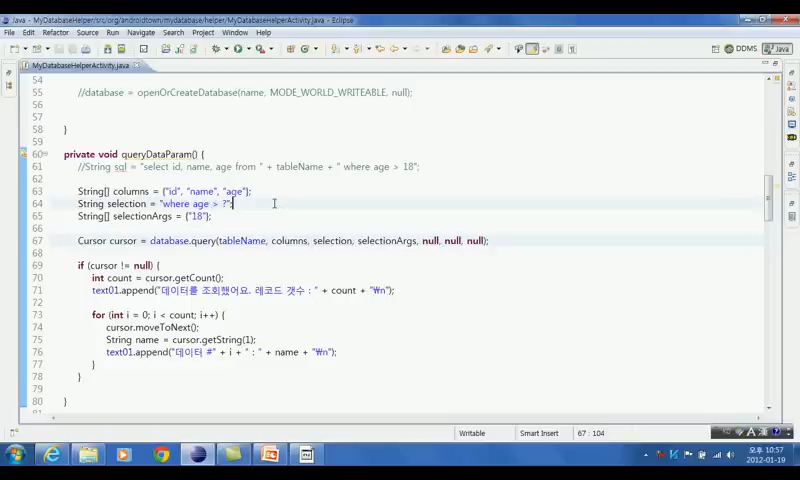 Java - MyDatabaseHelper/src/org/androidtown/mydatabase/helper/MyDatabaseHelperActivity.java - Eclipse
File Edit Refactor Source Navigate Search Project Run Window Help
DDMS Java
MyDatabaseHelperActivity.java
54
55 //database = openOrCreateDatabase(name, MODE_WORLD_WRITEABLE, null);
56
57
58 }
59
60 private void queryDataParam() {
61 //String sql = "select id, name, age from " + tableName + " where age > 18";
62
63 String[] columns = {"id", "name", "age"};
64 String selection = "where age > ?";
65 String[] selectionArgs = {"18"};
66
67 Cursor cursor = database.query(tableName, columns, selection, selectionArgs, null, null, null);
68
69 if (cursor != null) {
70 int count = cursor.getCount();
71 text01.append("데이터를 조회했어요. 레코드 갯수 : " + count + "₩n");
72
73 for (int i = 0; i < count; i++) {
74 cursor.moveToNext();
75 String name = cursor.getString(1);
76 text01.append("데이터 #" + i + " : " + name + "₩n");
77 }
78 }
79
80 }
81
Writable Smart Insert 67 : 104
A 漢
오후 10:57
2012-01-19